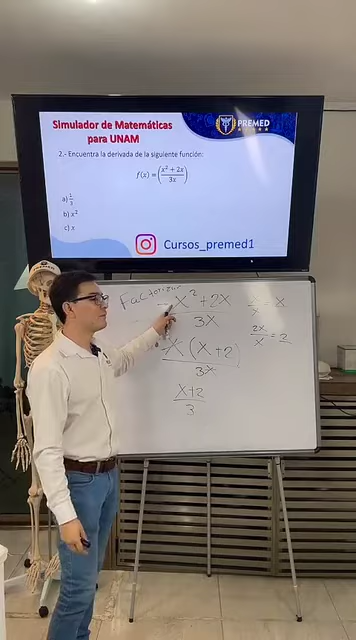 Simulador de Matemáticas
para UNAM
PREMED
2.- Encuentra la derivada de la siguiente función:
f(x) = (x² + 2x / 3x)
a) 1/3
b) x²
c) x
Cursos_premed1
Factorizar
x² + 2x
3x
x (x + 2)
3x
x+2
3
x
2x/x = 2